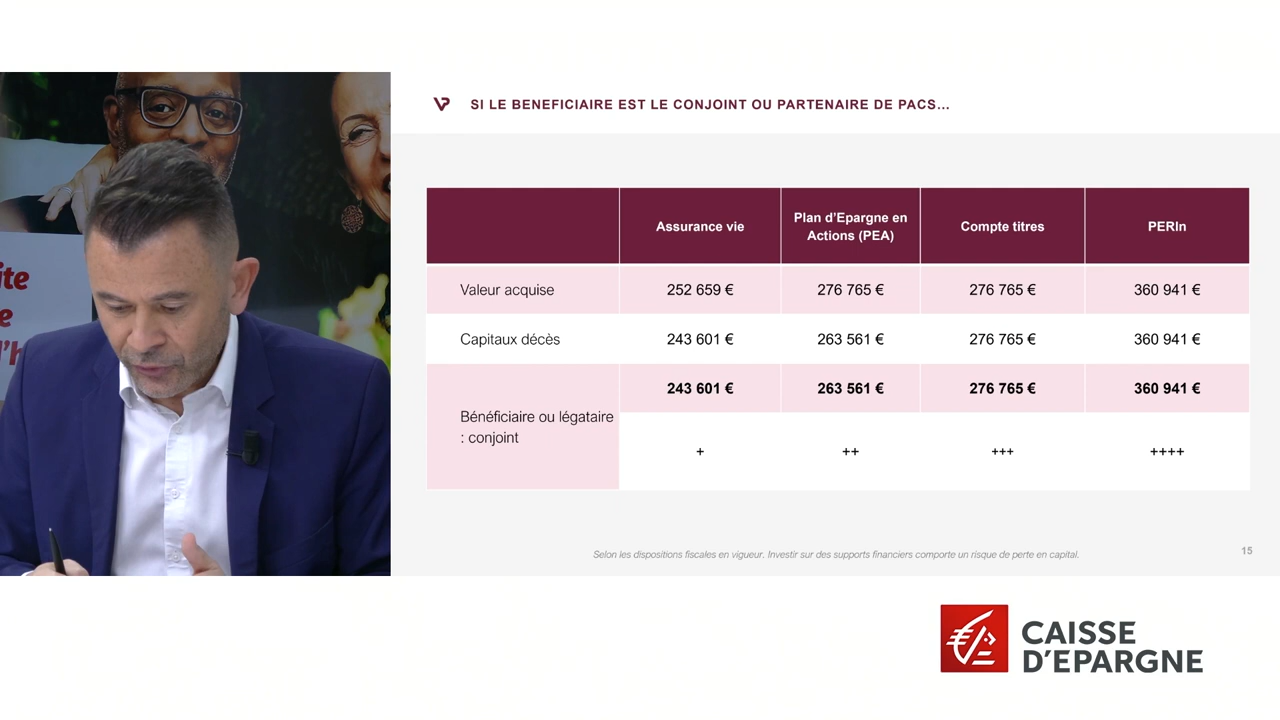 SI LE BENEFICIAIRE EST LE CONJOINT OU PARTENAIRE DE PACS...
Assurance vie
Plan d'Epargne en
Actions (PEA)
Compte titres
PERIn
Valeur acquise
252 659 €
276 765 €
276 765 €
360 941 €
Capitaux décès
243 601 €
263 561 €
276 765 €
360 941 €
Bénéficiaire ou légataire
: conjoint
243 601 €
263 561 €
276 765 €
360 941 €
+
++
+++
++++
Selon les dispositions fiscales en vigueur. Investir sur des supports financiers comporte un risque de perte en capital.
15
CAISSE
D'EPARGNE